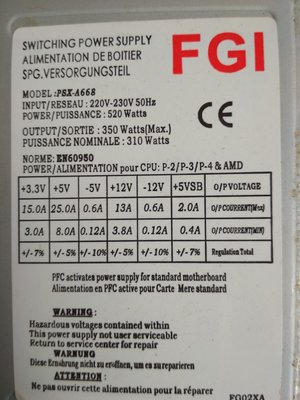 SWITCHING POWER SUPPLY
ALIMENTATION DE BOITIER
SPG.VERSORGUNGSTEIL
FGI
MODEL : PSX-A668
INPUT/RESEAU : 220V-230V 50Hz
POWER/PUISSANCE : 520 Watts
CE
OUTPUT/SORTIE : 350 Watts(Max.)
PUISSANCE NOMINALE : 310 Watts
NORME: EN60950
POWER/ALIMENTATION pour CPU: P-2/P-3/P-4 & AMD
+3.3V +5V -5V +12V -12V +5VSB O/P VOLTAGE
15.0A 25.0A 0.6A 13A 0.6A 2.0A O/P CURRENT(Max)
3.0A 8.0A 0.12A 3.8A 0.12A 0.4A O/P CURRENT(MIN)
+/-7% +/-5% +/-10% +/-5% +/-10% +/-7% Regulation Total
PFC activates power supply for standard motherboard
Alimentation en PFC active pour Carte Mere standard
WARNING :
Hazardous voltages contained within
This power supply not user served
Return to service center for repair
WARNUNG
Diese Ernährung nicht zu eroffnen, um es zu reparieren
ATTENTION :
Ne pas ouvrir cette alimentation pour la réparer
FG02XA